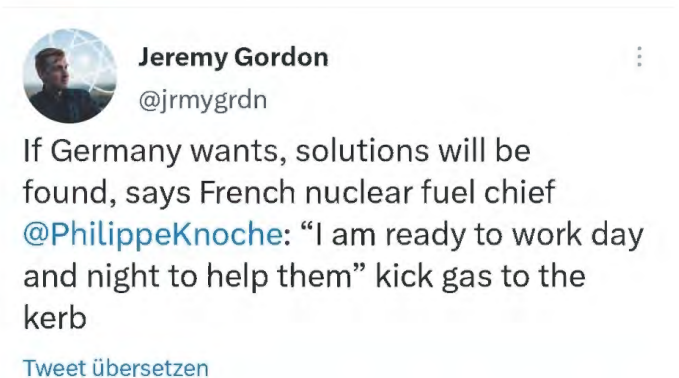 Jeremy Gordon
@jrmygrdn
If Germany wants, solutions will be
found, says French nuclear fuel chief
@PhilippeKnoche: “I am ready to work day
and night to help them” kick gas to the
kerb
Tweet übersetzen